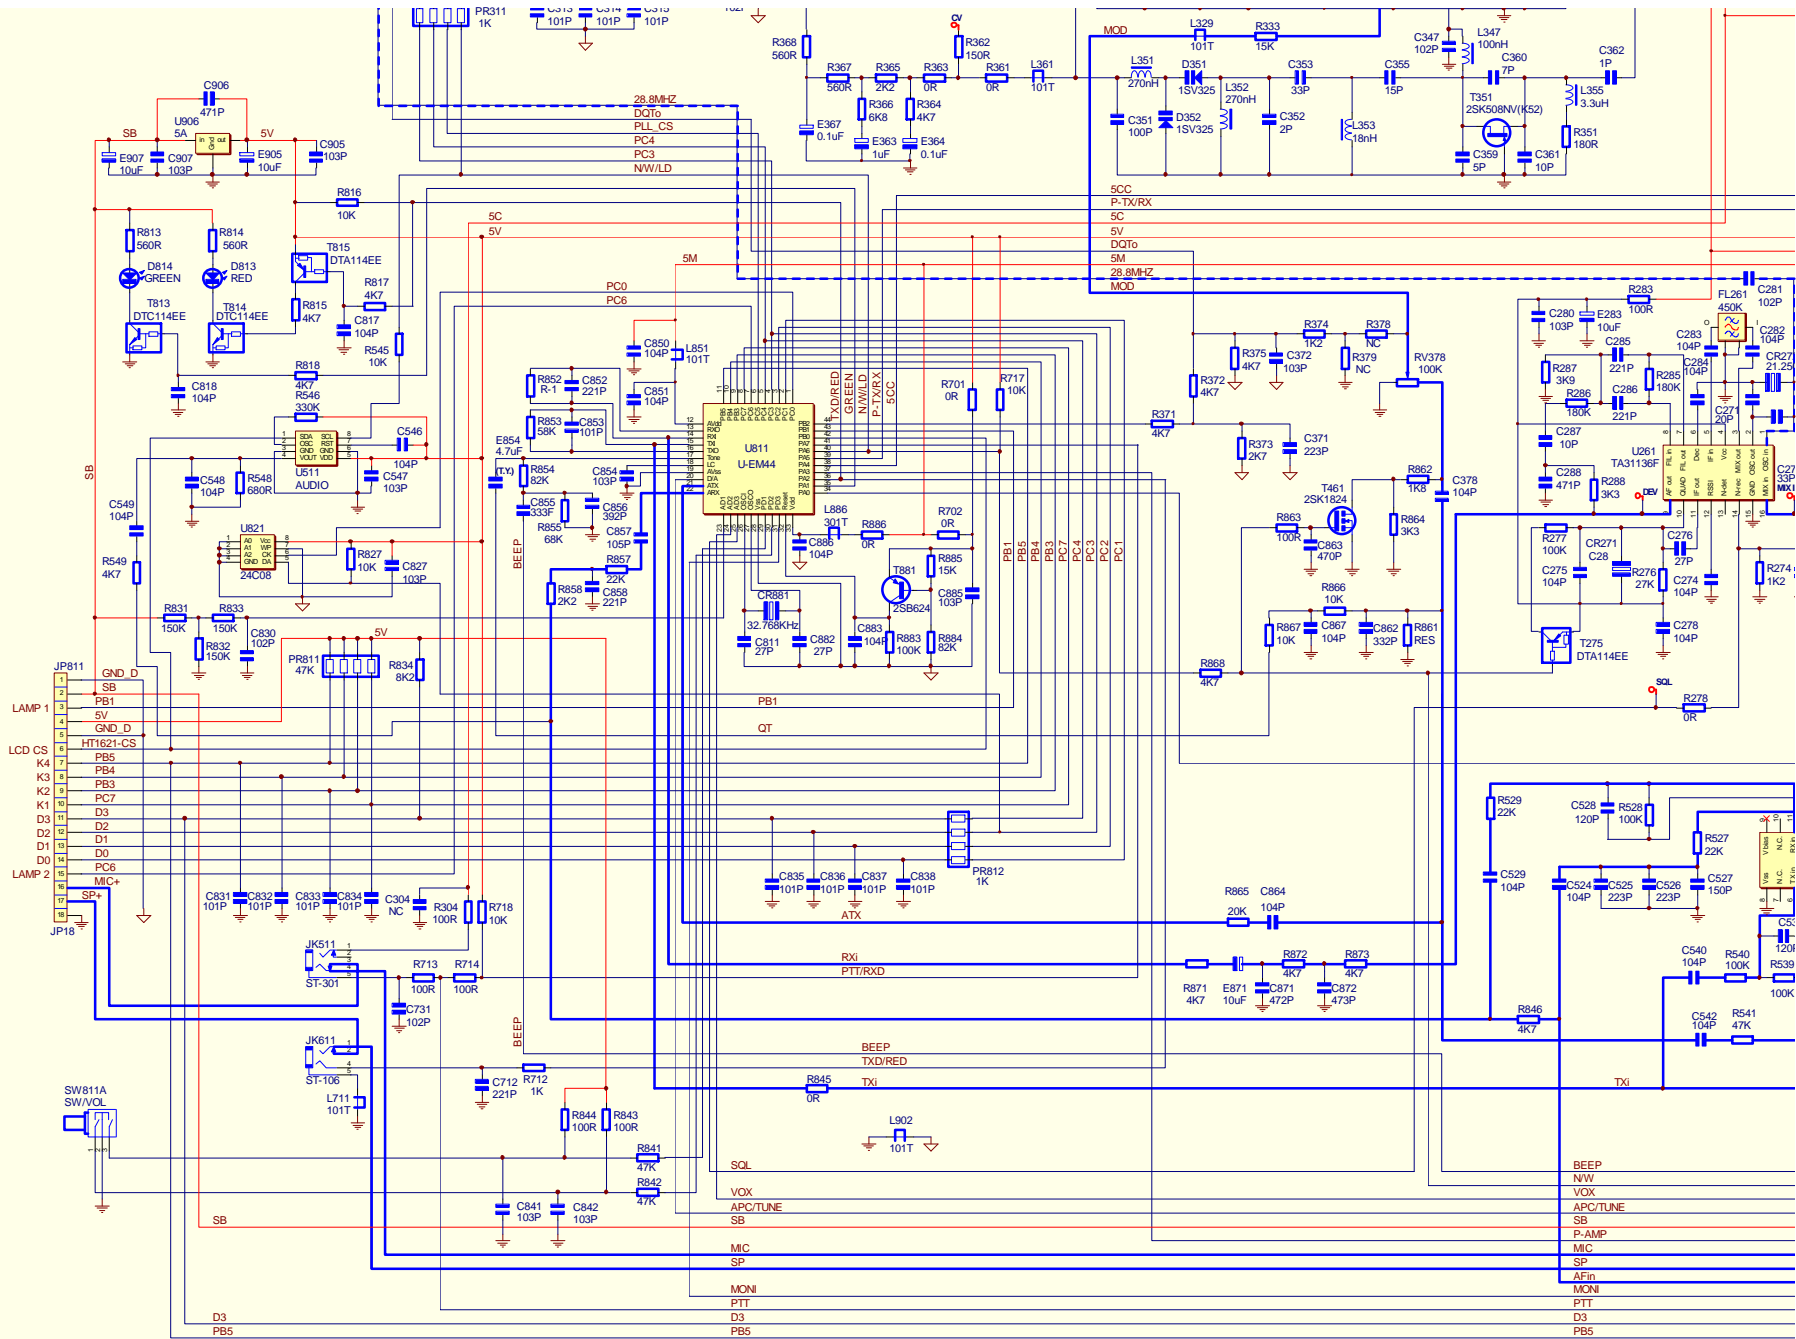 PR311
1K
C313
101P
C314
101P
C315
101P
102P
CV
R368
560R
R362
150R
R367
560R
R365
2K2
R363
0R
R361
0R
L361
101T
R366
6K8
R364
4K7
E367
0.1uF
E363
1uF
E364
0.1uF
MOD
L329
101T
R333
15K
L351
270nH
D351
1SV325
L352
270nH
C353
33P
C355
15P
C347
102P
L347
100nH
C360
7P
C362
1P
T351
2SK508NV(K52)
L355
3.3uH
C351
100P
D352
1SV325
C352
2P
L353
18nH
R351
180R
C359
5P
C361
10P
C906
471P
U906
5A
SB
5V
in Gnd out
E907
10uF
C907
103P
E905
10uF
C905
103P
28.8MHZ
DQTo
PLL_CS
PC4
PC3
N/W/LD
R816
10K
5C
5V
5CC
P-TX/RX
5C
5V
DQTo
5M
28.8MHZ
MOD
R813
560R
R814
560R
D814
GREEN
D813
RED
T813
DTC114EE
T814
DTC114EE
T815
DTA114EE
R815
4K7
R817
4K7
C817
104P
R545
10K
R818
4K7
R546
330K
C818
104P
PC0
PC6
C850
104P
L851
101T
C851
104P
R852
R-1
C852
221P
R853
58K
C853
101P
E854
4.7uF
(T.Y.)
R854
82K
C854
103P
C855
333F
C856
392P
R855
68K
C857
105P
R857
22K
R858
2K2
C858
221P
BEEP
U811
U-EM44
TXD/RED
GREEN
N/W/LD
P-TX/RX
5CC
R701
0R
R717
10K
L886
301T
R886
0R
R702
0R
C886
104P
T881
2SB624
R885
15K
C885
103P
CR881
32.768KHz
C811
27P
C882
27P
C883
104P
R883
100K
R884
82K
PB1
PB5
PB4
PB3
PC7
PC4
PC3
PC2
PC1
R371
4K7
R372
4K7
R375
4K7
C372
103P
R374
1K2
R378
NC
R379
NC
RV378
100K
R373
2K7
C371
223P
T461
2SK1824
R862
1K8
C378
104P
R863
100R
C863
470P
R864
3K3
R866
10K
R867
10K
C867
104P
C862
332P
R861
RES
R868
4K7
C280
103P
E283
10uF
R283
100R
FL261
450K
C281
102P
C283
104P
C282
104P
C285
221P
C284
104P
R287
3K9
R285
180K
R286
180K
C286
221P
C271
20P
C287
10P
U261
TA31136F
C288
471P
R288
3K3
DEV
R277
100K
CR271
C28
C276
27P
C275
104P
R276
27K
C274
104P
R274
1K2
T275
DTA114EE
C278
104P
SQL
R278
0R
SB
C549
104P
C548
104P
R548
680R
U511
AUDIO
SDA
OSC
GND
VOUT
SCL
RST
GND
VDD
C546
104P
C547
103P
R549
4K7
U821
24C08
A0
A1
A2
GND
Vcc
WP
CK
DA
R827
10K
C827
103P
R831
150K
R833
150K
R832
150K
C830
102P
PR811
47K
5V
R834
8K2
JP811
GND_D
SB
LAMP 1
PB1
5V
GND_D
LCD CS
HT1621-CS
K4
PB5
K3
PB4
K2
PB3
K1
PC7
D3
D3
D2
D2
D1
D1
D0
D0
LAMP 2
PC6
MIC+
SP+
JP18
PB1
QT
C831
101P
C832
101P
C833
101P
C834
101P
C304
NC
R304
100R
R718
10K
C835
101P
C836
101P
C837
101P
C838
101P
PR812
1K
ATX
R865
20K
C864
104P
RXi
PTT/RXD
R871
4K7
E871
10uF
C871
472P
R872
4K7
C872
473P
R873
4K7
JK511
ST-301
R713
100R
R714
100R
C731
102P
JK611
ST-106
L711
101T
C712
221P
R712
1K
BEEP
BEEP
TXD/RED
R845
0R
TXi
TXi
R529
22K
C528
120P
R528
100K
R527
22K
C529
104P
C524
104P
C525
223P
C526
223P
C527
150P
R846
4K7
C540
104P
R540
100K
R539
100K
C542
104P
R541
47K
SW811A
SW/VOL
R844
100R
R843
100R
R841
47K
R842
47K
C841
103P
C842
103P
L902
101T
SQL
VOX
APC/TUNE
SB
SB
MIC
SP
MONI
PTT
D3
D3
PB5
PB5
BEEP
N/W
VOX
APC/TUNE
SB
P-AMP
MIC
SP
AFin
MONI
PTT
D3
PB5